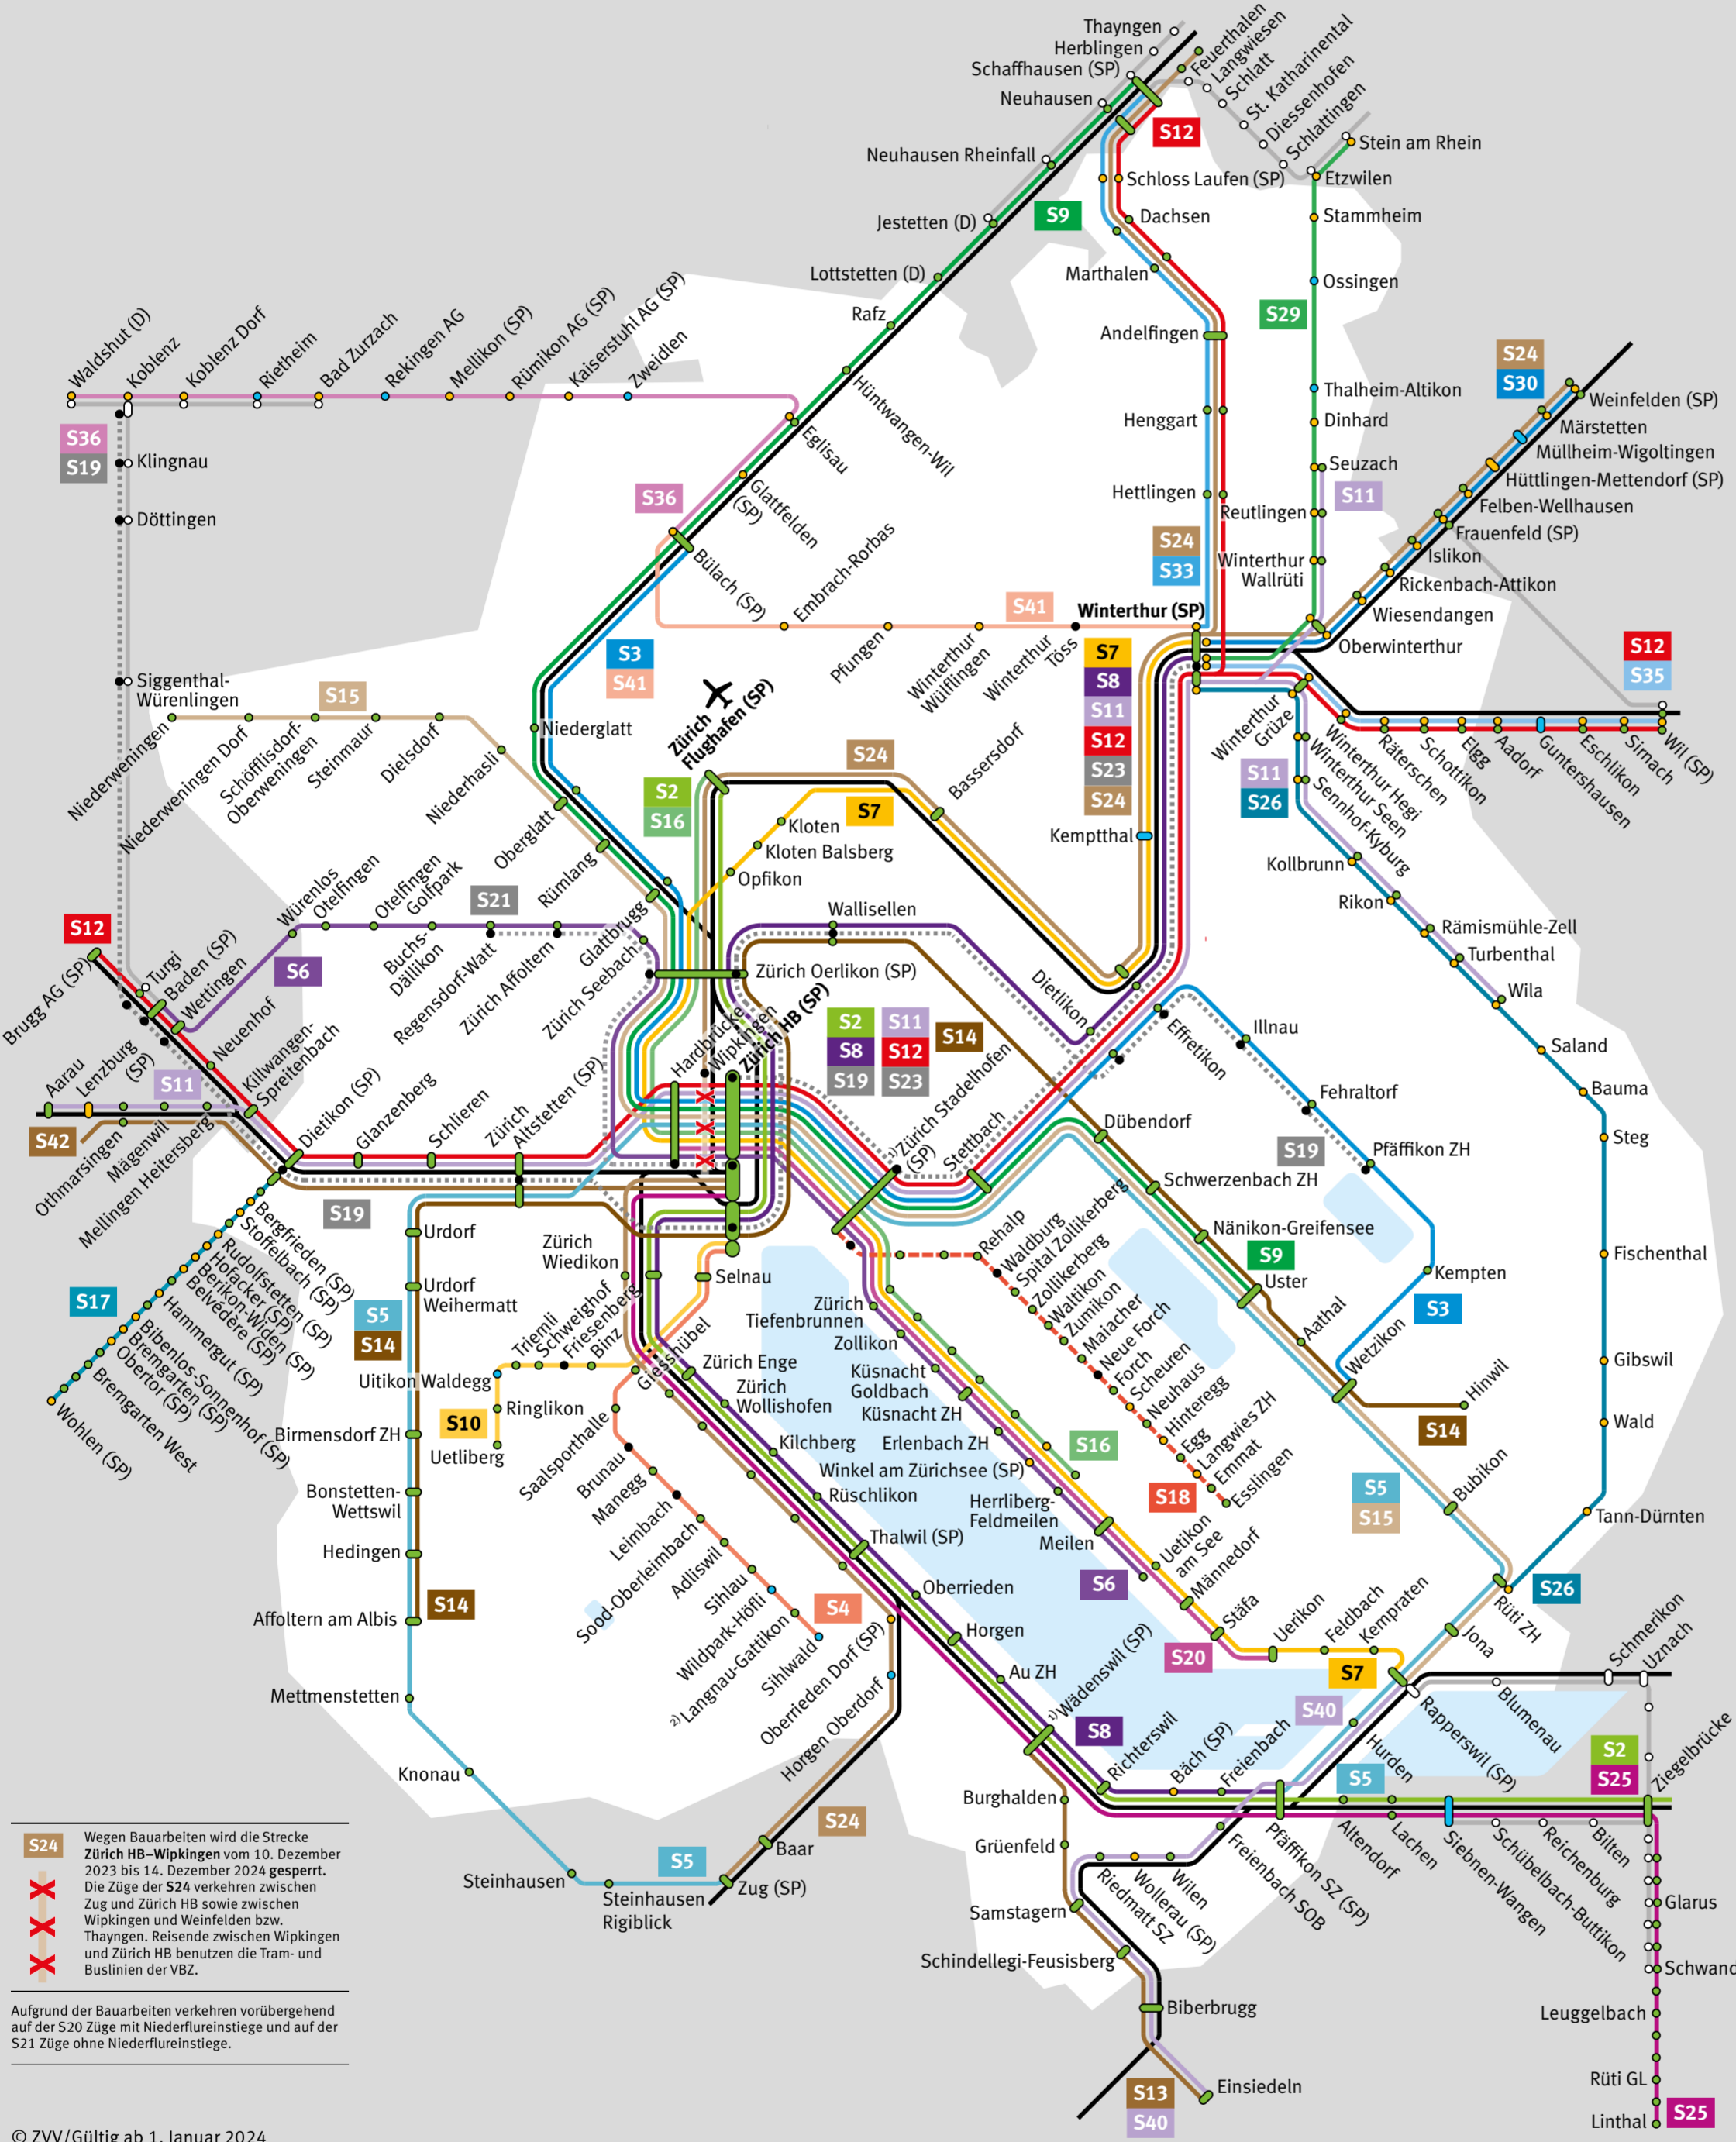 Thayngen
Herblingen
Schaffhausen (SP)
Neuhausen
Feuerthalen
Langwiesen
Schlatt
St. Katharinental
Diessenhofen
Schlattingen
Stein am Rhein
S12
Neuhausen Rheinfall
Schloss Laufen (SP)
Etzwilen
Jestetten (D)
S9
Dachsen
Stammheim
Lottstetten (D)
Marthalen
Ossingen
Rafz
Andelfingen
S29
Waldshut (D)
Koblenz
Koblenz Dorf
Rietheim
Bad Zurzach
Rekingen AG
Mellikon (SP)
Rümikon AG (SP)
Kaiserstuhl AG (SP)
Zweidlen
Hüntwangen-Wil
Eglisau
Glattfelden
(SP)
S36
S19
Klingnau
Döttingen
Siggenthal-
Würenlingen
S36
Bülach (SP)
Embrach-Rorbas
Pfungen
Winterthur
Wülflingen
Winterthur
Töss
S41
Henggart
Hettlingen
S24
S33
Thalheim-Altikon
Dinhard
Seuzach
S11
Reutlingen
Winterthur
Wallrüti
S24
S30
Weinfelden (SP)
Märstetten
Müllheim-Wigoltingen
Hüttlingen-Mettendorf (SP)
Felben-Wellhausen
Frauenfeld (SP)
Islikon
Rickenbach-Attikon
Wiesendangen
Oberwinterthur
Winterthur (SP)
S7
S8
S11
S12
S23
S24
S12
S35
S3
S41
Niederglatt
Zürich
Flughafen (SP)
S15
Niederweningen
Niederweningen Dorf
Schöfflisdorf-
Oberweningen
Steinmaur
Dielsdorf
Niederhasli
Oberglatt
Rümlang
Glattbrugg
S2
S16
S24
S7
Bassersdorf
Kloten
Kloten Balsberg
Opfikon
Kemptthal
Winterthur
Grüze
Winterthur Hegi
Räterschen
Schottikon
Elgg
Aadorf
Guntershausen
Eschlikon
Sirnach
Wil (SP)
S11
S26
Winterthur Seen
Sennhof-Kyburg
Kollbrunn
Rikon
Rämismühle-Zell
Turbenthal
Wila
Saland
Bauma
Steg
Fischenthal
Gibswil
Wald
Tann-Dürnten
S26
S12
Brugg AG (SP)
Turgi
Baden (SP)
Wettingen
Neuenhof
Killwangen-
Spreitenbach
Würenlos
Otelfingen
Otelfingen
Golfpark
Buchs-
Dällikon
S21
Regensdorf-Watt
Zürich Affoltern
Zürich Seebach
S6
Wallisellen
Zürich Oerlikon (SP)
Dietlikon
Effretikon
Illnau
Fehraltorf
Pfäffikon ZH
S19
Kempten
S3
Wetzikon
Aarau
Lenzburg
(SP)
S11
S42
Othmarsingen
Mägenwil
Mellingen Heitersberg
Dietikon (SP)
Glanzenberg
Schlieren
Zürich
Altstetten (SP)
Hardbrücke
Wipkingen
Zürich HB (SP)
S2
S11
S8
S12
S14
S19
S23
¹⁾Zürich Stadelhofen
(SP)
Stettbach
Dübendorf
Schwerzenbach ZH
Nänikon-Greifensee
S9
Uster
Aathal
Hinwil
S14
Bubikon
S5
S15
Rüti ZH
Jona
S19
Bergfrieden (SP)
Stoffelbach (SP)
Rudolfstetten (SP)
Hofacker (SP)
Berikon-Widen (SP)
Belvédère (SP)
Hammergut (SP)
Bibenlos-Sonnenhof (SP)
Bremgarten (SP)
Obertor (SP)
Bremgarten West
Wohlen (SP)
S17
Urdorf
Urdorf
Weihermatt
S5
S14
Birmensdorf ZH
Bonstetten-
Wettswil
Hedingen
Affoltern am Albis
S14
Mettmenstetten
Knonau
Steinhausen
Steinhausen
Rigiblick
S5
Zug (SP)
Baar
S24
Zürich
Wiedikon
Selnau
Triemli
Schweighof
Friesenberg
Binz
Giesshübel
Uitikon Waldegg
S10
Ringlikon
Uetliberg
Saalsporthalle
Brunau
Manegg
Leimbach
Sood-Oberleimbach
Adliswil
Sihlau
Wildpark-Höfli
²⁾Langnau-Gattikon
Sihlwald
S4
Zürich Enge
Zürich
Wollishofen
Kilchberg
Rüschlikon
Thalwil (SP)
Oberrieden
Horgen
Au ZH
¹⁾Wädenswil (SP)
S8
Oberrieden Dorf (SP)
Horgen Oberdorf
Rehalp
Waldburg
Spital Zollikerberg
Zollikerberg
Waltikon
Zumikon
Maiacher
Neue Forch
Forch
Scheuren
Neuhaus
Hinteregg
Egg
Langwies ZH
Emmat
Esslingen
S18
Zürich
Tiefenbrunnen
Zollikon
Küsnacht
Goldbach
Küsnacht ZH
Erlenbach ZH
Winkel am Zürichsee (SP)
Herrliberg-
Feldmeilen
Meilen
S16
S6
Uetikon
am See
Männedorf
Stäfa
S20
Uerikon
Feldbach
Kempraten
S7
S40
Rapperswil (SP)
Blumenau
Schmerikon
Uznach
Hurden
S5
Richterswil
Bäch (SP)
Freienbach
Pfäffikon SZ (SP)
Altendorf
Lachen
Siebnen-Wangen
Schübelbach-Buttikon
Reichenburg
Bilten
Ziegelbrücke
S2
S25
Glarus
Schwand
Leuggelbach
Rüti GL
Linthal
S25
Burghalden
Grüenfeld
Samstagern
Riedmatt SZ
Wollerau (SP)
Wilen
Freienbach SOB
Schindellegi-Feusisberg
Biberbrugg
Einsiedeln
S13
S40
S24
Wegen Bauarbeiten wird die Strecke
Zürich HB–Wipkingen vom 10. Dezember
2023 bis 14. Dezember 2024 gesperrt.
Die Züge der S24 verkehren zwischen
Zug und Zürich HB sowie zwischen
Wipkingen und Weinfelden bzw.
Thayngen. Reisende zwischen Wipkingen
und Zürich HB benutzen die Tram- und
Buslinien der VBZ.
Aufgrund der Bauarbeiten verkehren vorübergehend
auf der S20 Züge mit Niederflureinstiege und auf der
S21 Züge ohne Niederflureinstiege.
© ZVV/Gültig ab 1. Januar 2024